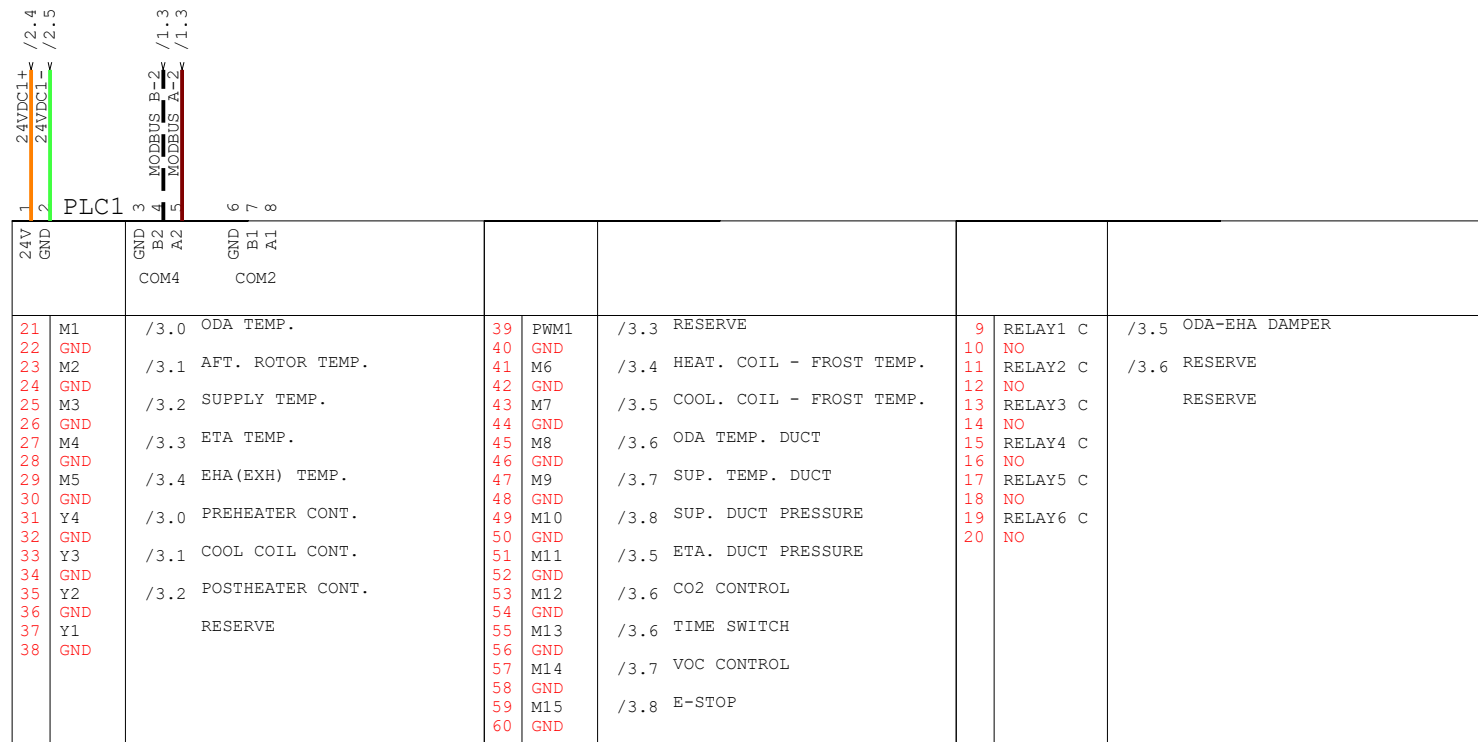 /2.4
/2.5
/1.3
/1.3
24VDC1+
24VDC1-
MODBUS B-2
MODBUS A-2
1 2 PLC1 3 4 5 6 7 8
24V GND GND B2 A2 GND B1 A1
COM4 COM2
21 M1 /3.0 ODA TEMP.
22 GND
23 M2 /3.1 AFT. ROTOR TEMP.
24 GND
25 M3 /3.2 SUPPLY TEMP.
26 GND
27 M4 /3.3 ETA TEMP.
28 GND
29 M5 /3.4 EHA(EXH) TEMP.
30 GND
31 Y4 /3.0 PREHEATER CONT.
32 GND
33 Y3 /3.1 COOL COIL CONT.
34 GND
35 Y2 /3.2 POSTHEATER CONT.
36 GND
37 Y1 RESERVE
38 GND
39 PWM1 /3.3 RESERVE
40 GND
41 M6 /3.4 HEAT. COIL - FROST TEMP.
42 GND
43 M7 /3.5 COOL. COIL - FROST TEMP.
44 GND
45 M8 /3.6 ODA TEMP. DUCT
46 GND
47 M9 /3.7 SUP. TEMP. DUCT
48 GND
49 M10 /3.8 SUP. DUCT PRESSURE
50 GND
51 M11 /3.5 ETA. DUCT PRESSURE
52 GND
53 M12 /3.6 CO2 CONTROL
54 GND
55 M13 /3.6 TIME SWITCH
56 GND
57 M14 /3.7 VOC CONTROL
58 GND
59 M15 /3.8 E-STOP
60 GND
9 RELAY1 C /3.5 ODA-EHA DAMPER
10 NO
11 RELAY2 C /3.6 RESERVE
12 NO
13 RELAY3 C RESERVE
14 NO
15 RELAY4 C
16 NO
17 RELAY5 C
18 NO
19 RELAY6 C
20 NO